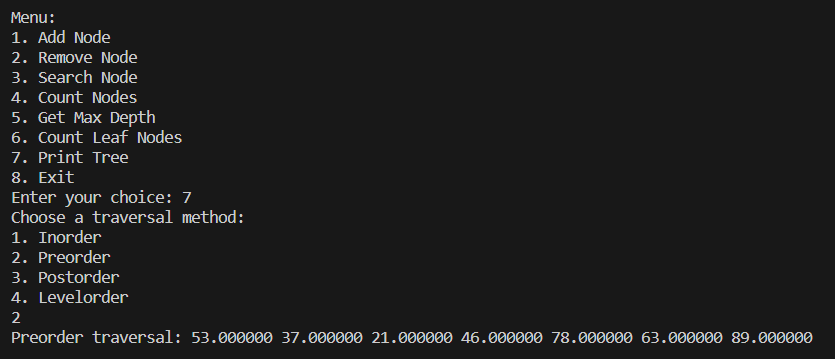 Menu:
1. Add Node
2. Remove Node
3. Search Node
4. Count Nodes
5. Get Max Depth
6. Count Leaf Nodes
7. Print Tree
8. Exit
Enter your choice: 7
Choose a traversal method:
1. Inorder
2. Preorder
3. Postorder
4. Levelorder
2
Preorder traversal: 53.000000 37.000000 21.000000 46.000000 78.000000 63.000000 89.000000